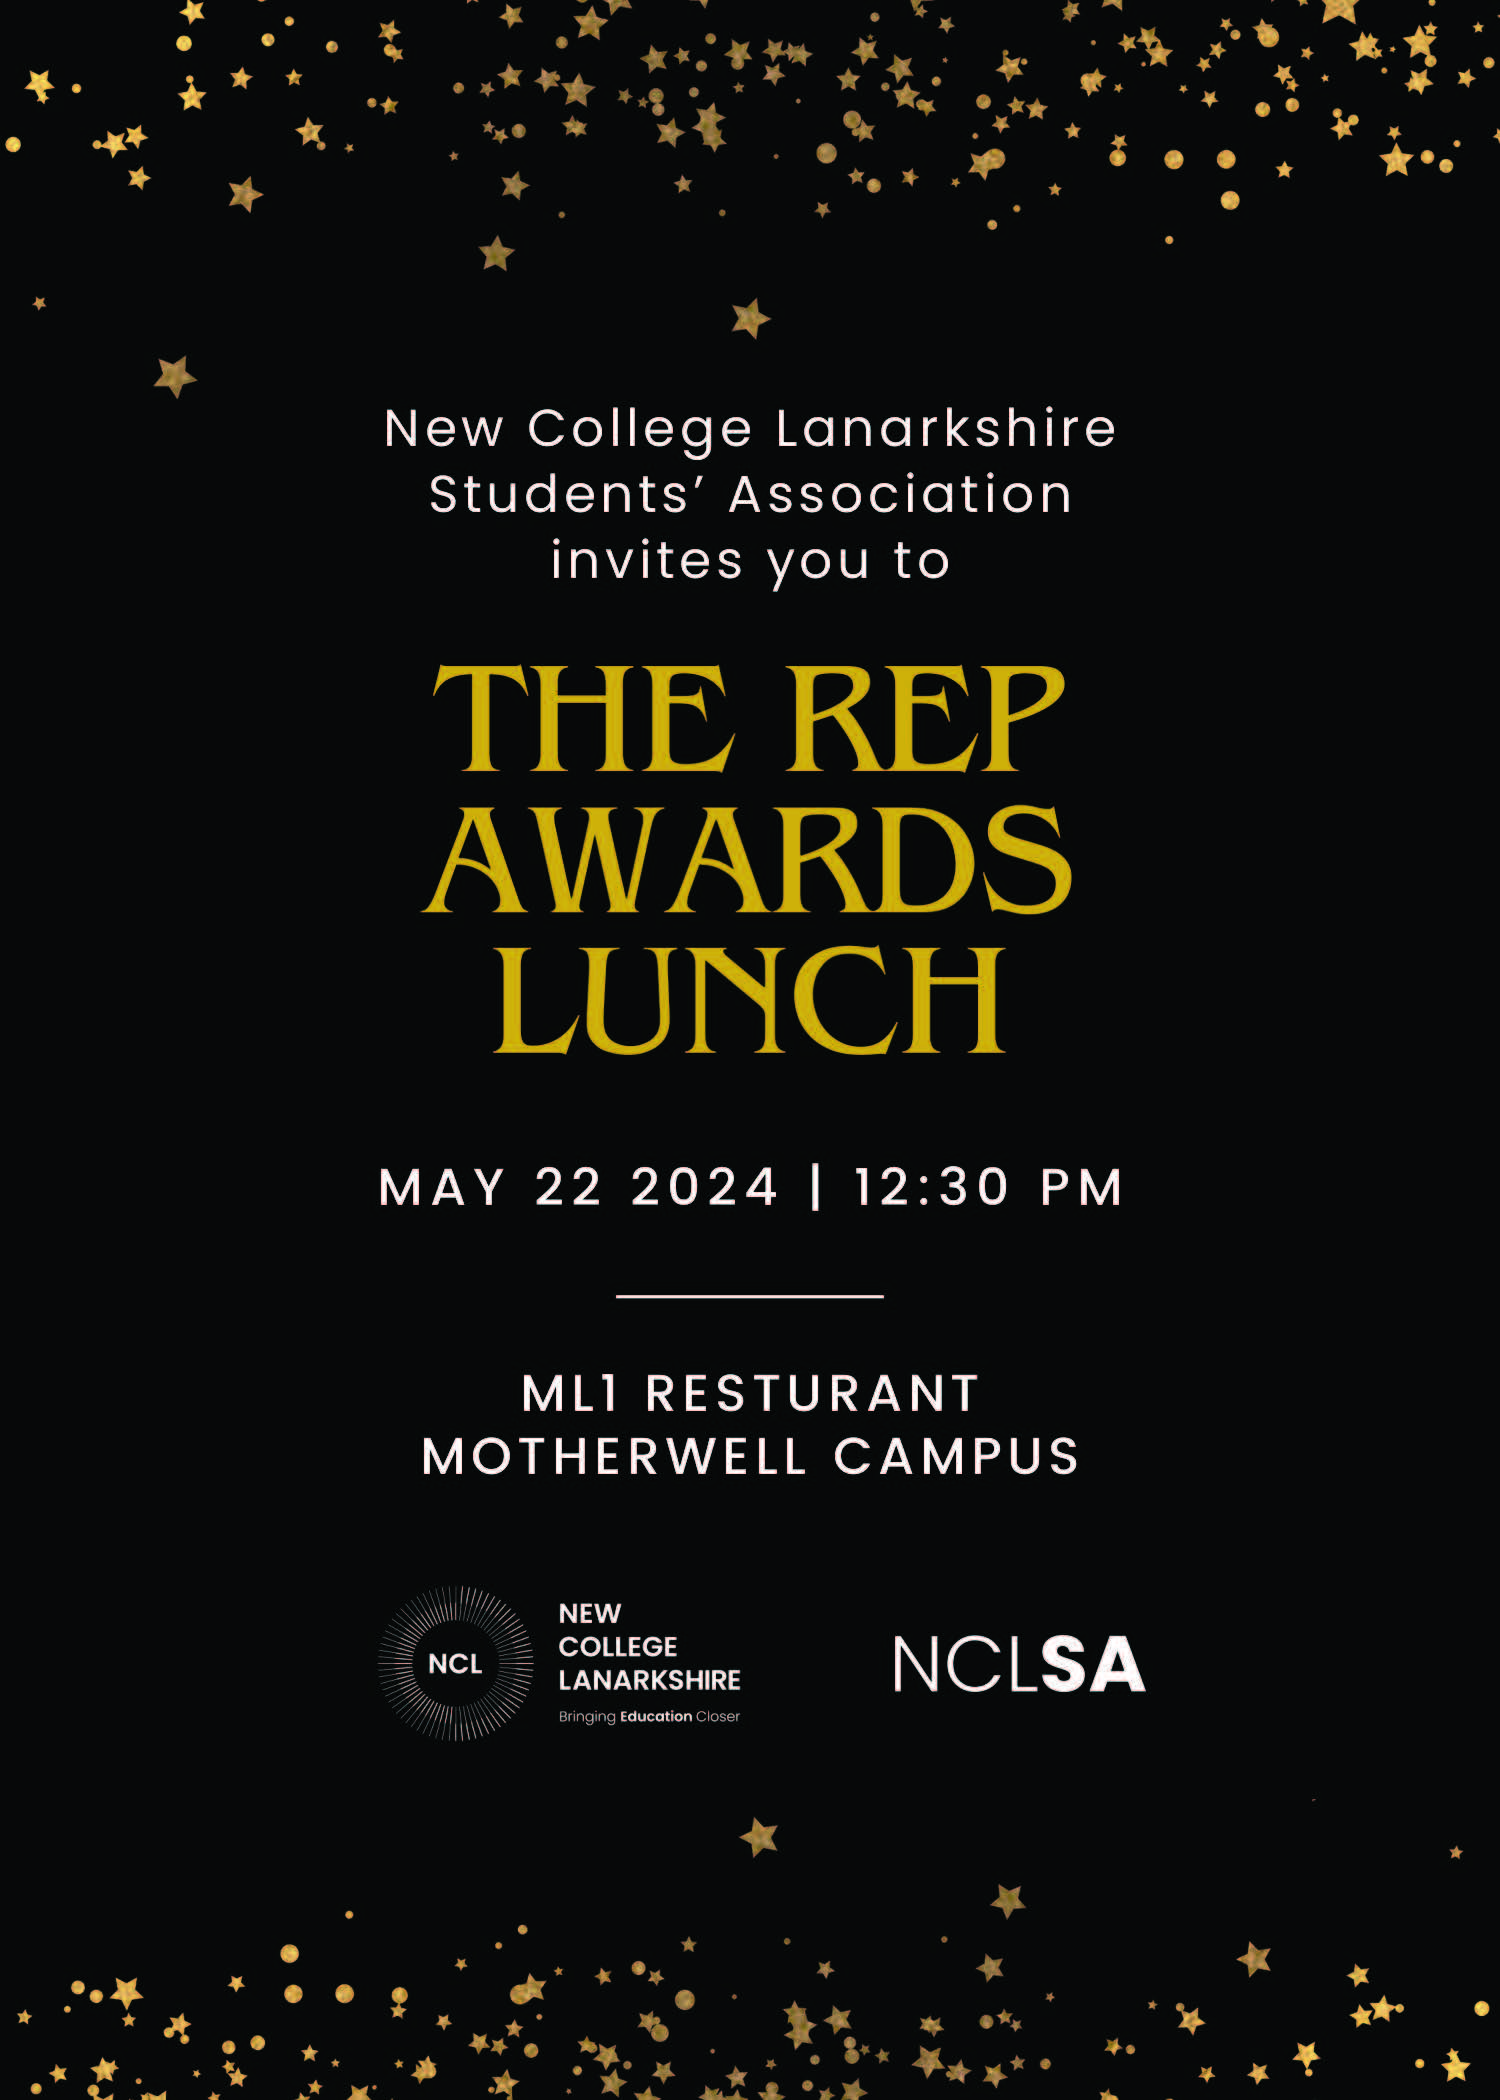 New College Lanarkshire
Students’ Association
invites you to
THE REP
AWARDS
LUNCH
MAY 22 2024 | 12:30 PM
ML1 RESTURANT
MOTHERWELL CAMPUS
NCL
NEW
COLLEGE
LANARKSHIRE
Bringing Education Closer
NCLSA